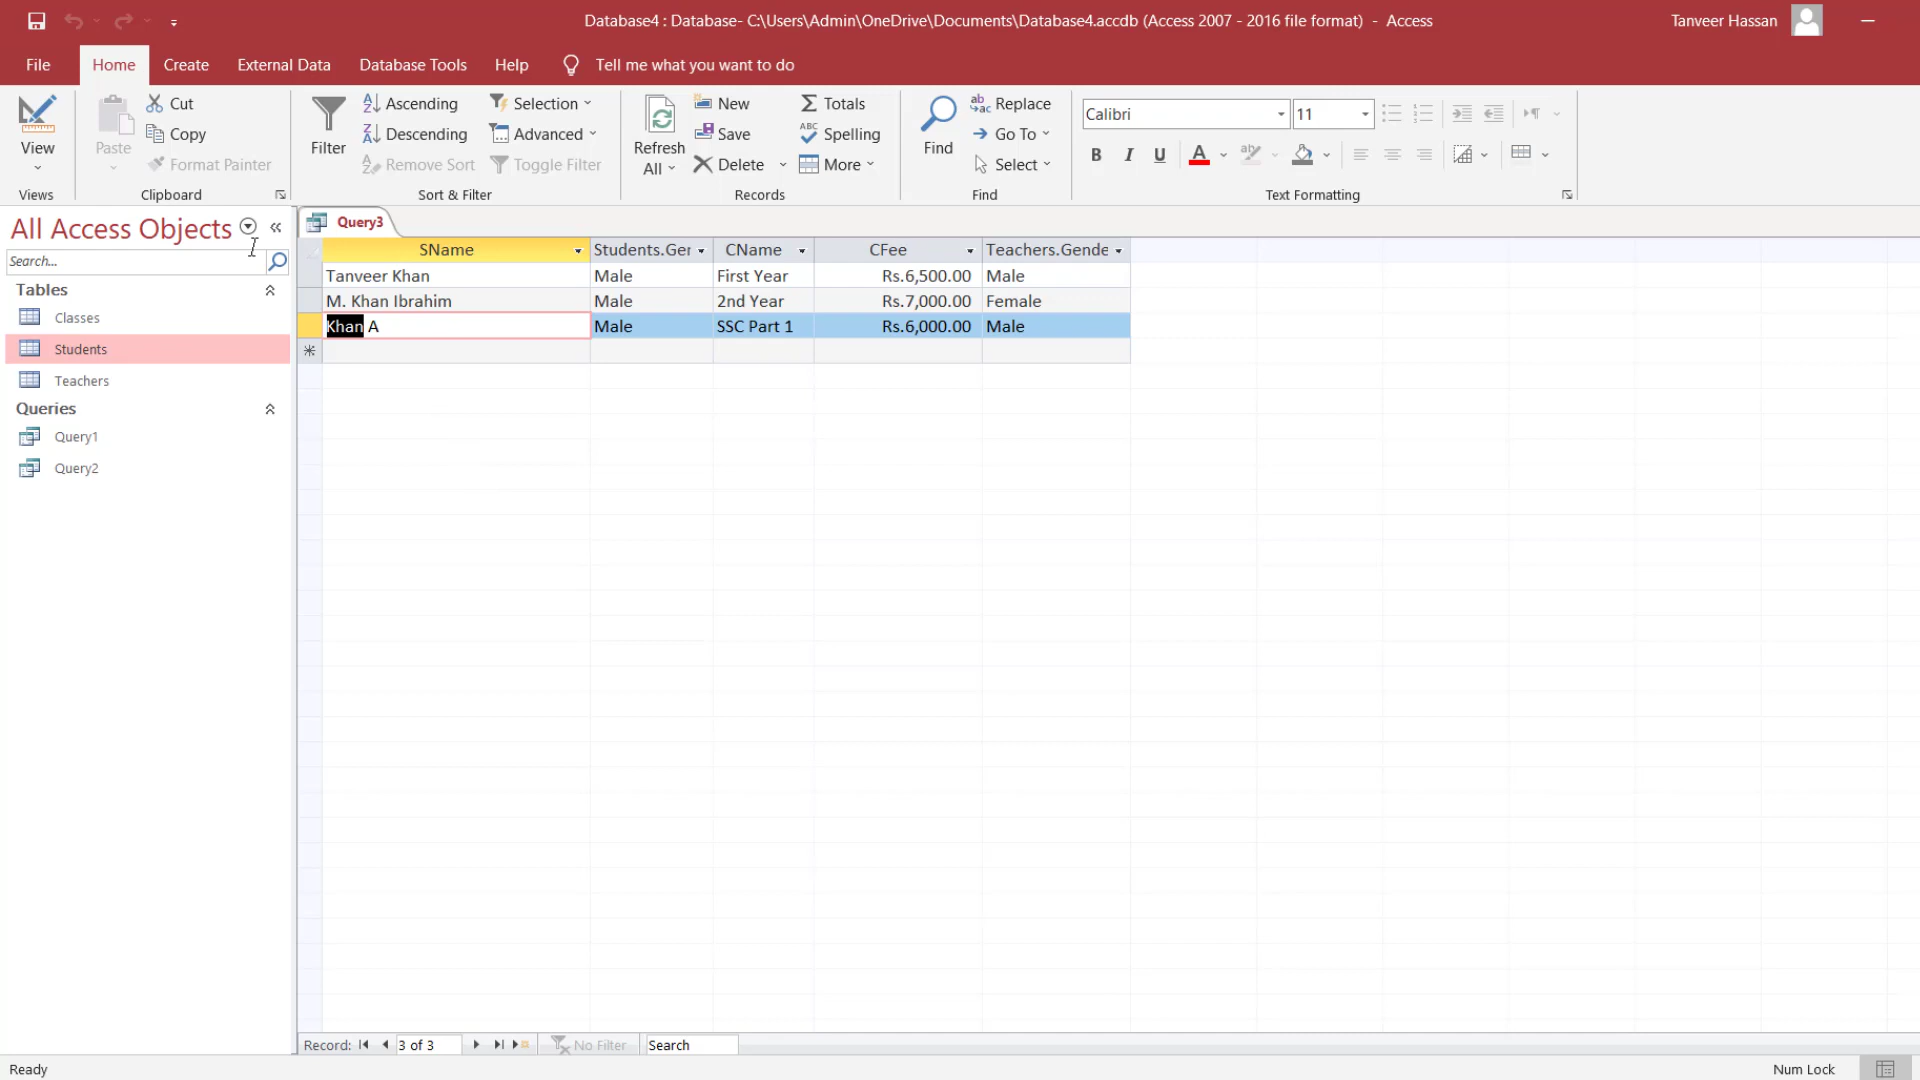 Database4 : Database- C:\Users\Admin\OneDrive\Documents\Database4.accdb (Access 2007 - 2016 file format) - Access
Tanveer Hassan
File Home Create External Data Database Tools Help Tell me what you want to do
View
Views
Paste
Cut
Copy
Format Painter
Clipboard
Filter
Ascending
Descending
Remove Sort
Selection
Advanced
Toggle Filter
Sort & Filter
Refresh
All
New
Save
Delete
Totals
Spelling
More
Records
Find
Replace
Go To
Select
Find
Calibri 11
B I U A
Text Formatting
All Access Objects
Search...
Tables
Classes
Students
Teachers
Queries
Query1
Query2
Query3
SName Students.Ger CName CFee Teachers.Gende
Tanveer Khan Male First Year Rs.6,500.00 Male
M. Khan Ibrahim Male 2nd Year Rs.7,000.00 Female
Khan A Male SSC Part 1 Rs.6,000.00 Male
Record: 3 of 3 No Filter Search
Ready
Num Lock